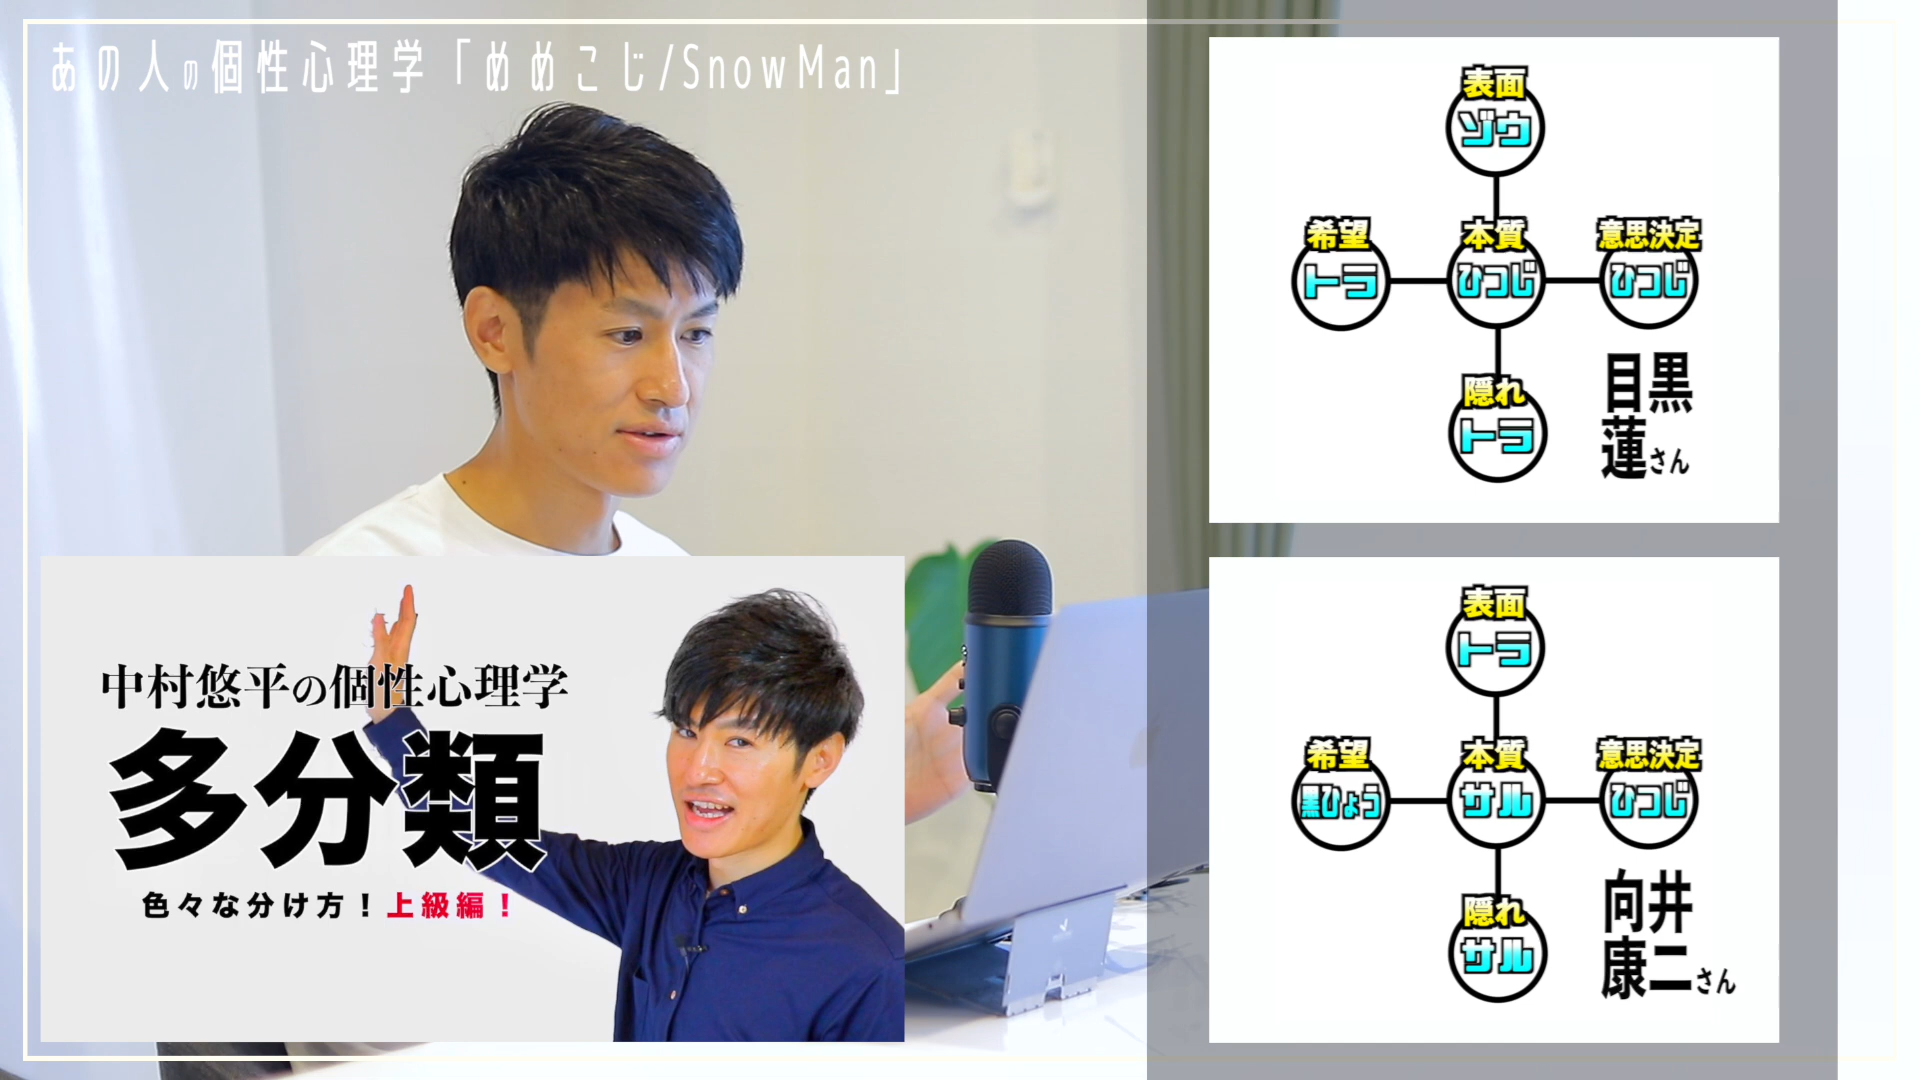 あの人の個性心理学「めめこじ/SnowMan」
中村悠平の個性心理学
多分類
色々な分け方！上級編！
表面
ゾウ
希望
トラ
本質
ひつじ
意思決定
ひつじ
隠れ
トラ
目黒
蓮さん
表面
トラ
希望
黒ひょう
本質
サル
意思決定
ひつじ
隠れ
サル
向井
康二さん